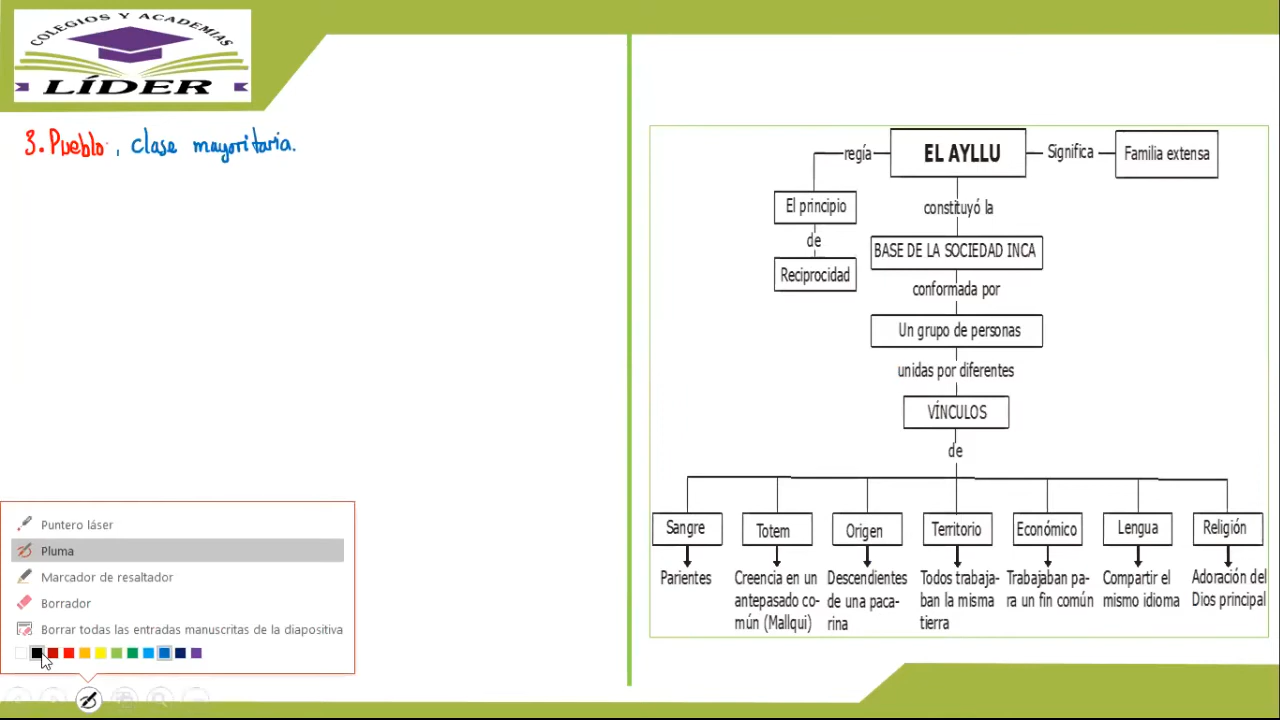 COLEGIOS Y ACADEMIAS
LÍDER
3. Pueblo, clase mayoritaria.
regía
EL AYLLU
Significa
Familia extensa
El principio
de
Reciprocidad
constituyó la
BASE DE LA SOCIEDAD INCA
conformada por
Un grupo de personas
unidas por diferentes
VÍNCULOS
de
Sangre
Parientes
Totem
Creencia en un
antepasado co-
mún (Mallqui)
Origen
Descendientes
de una paca-
rina
Territorio
Todos trabaja-
ban la misma
tierra
Económico
Trabajaban pa-
ra un fin común
Lengua
Compartir el
mismo idioma
Religión
Adoración del
Dios principal
Puntero láser
Pluma
Marcador de resaltador
Borrador
Borrar todas las entradas manuscritas de la diapositiva